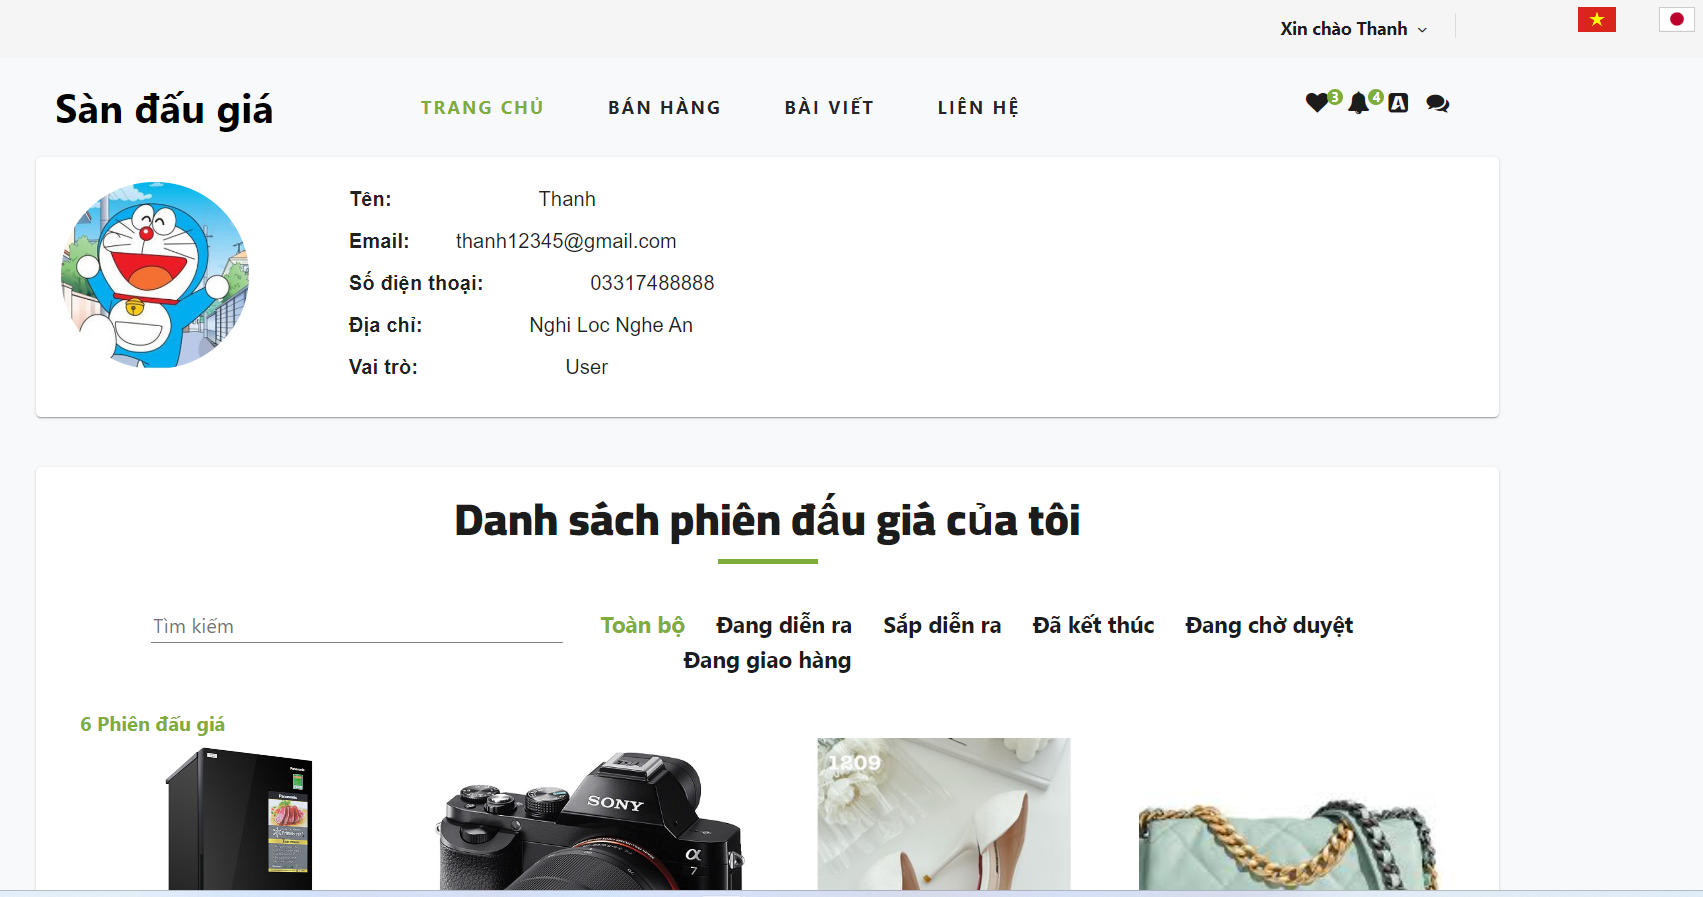 Xin chào Thanh
Sàn đấu giá
TRANG CHỦ
BÁN HÀNG
BÀI VIẾT
LIÊN HỆ
3
4
A
Tên: Thanh
Email: thanh12345@gmail.com
Số điện thoại: 03317488888
Địa chỉ: Nghi Loc Nghe An
Vai trò: User
Danh sách phiên đấu giá của tôi
Tìm kiếm
Toàn bộ
Đang diễn ra
Sắp diễn ra
Đã kết thúc
Đang chờ duyệt
Đang giao hàng
6 Phiên đấu giá
Panasonic
Panasonic
SONY
α
7
1209